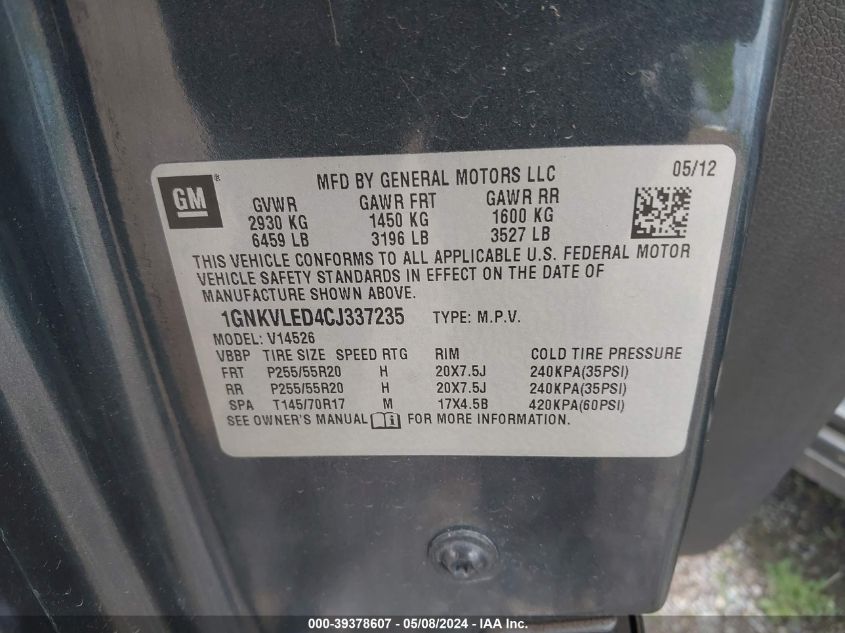 GM ® MFD BY GENERAL MOTORS LLC 05/12
GVWR GAWR FRT GAWR RR
2930 KG 1450 KG 1600 KG
6459 LB 3196 LB 3527 LB
THIS VEHICLE CONFORMS TO ALL APPLICABLE U.S. FEDERAL MOTOR
VEHICLE SAFETY STANDARDS IN EFFECT ON THE DATE OF
MANUFACTURE SHOWN ABOVE.
1GNKVLED4CJ337235 TYPE: M.P.V.
MODEL: V14526
VBBP TIRE SIZE SPEED RTG RIM COLD TIRE PRESSURE
FRT P255/55R20 H 20X7.5J 240KPA(35PSI)
RR P255/55R20 H 20X7.5J 240KPA(35PSI)
SPA T145/70R17 M 17X4.5B 420KPA(60PSI)
SEE OWNER'S MANUAL FOR MORE INFORMATION.
000-39378607 - 05/08/2024 - IAA Inc.